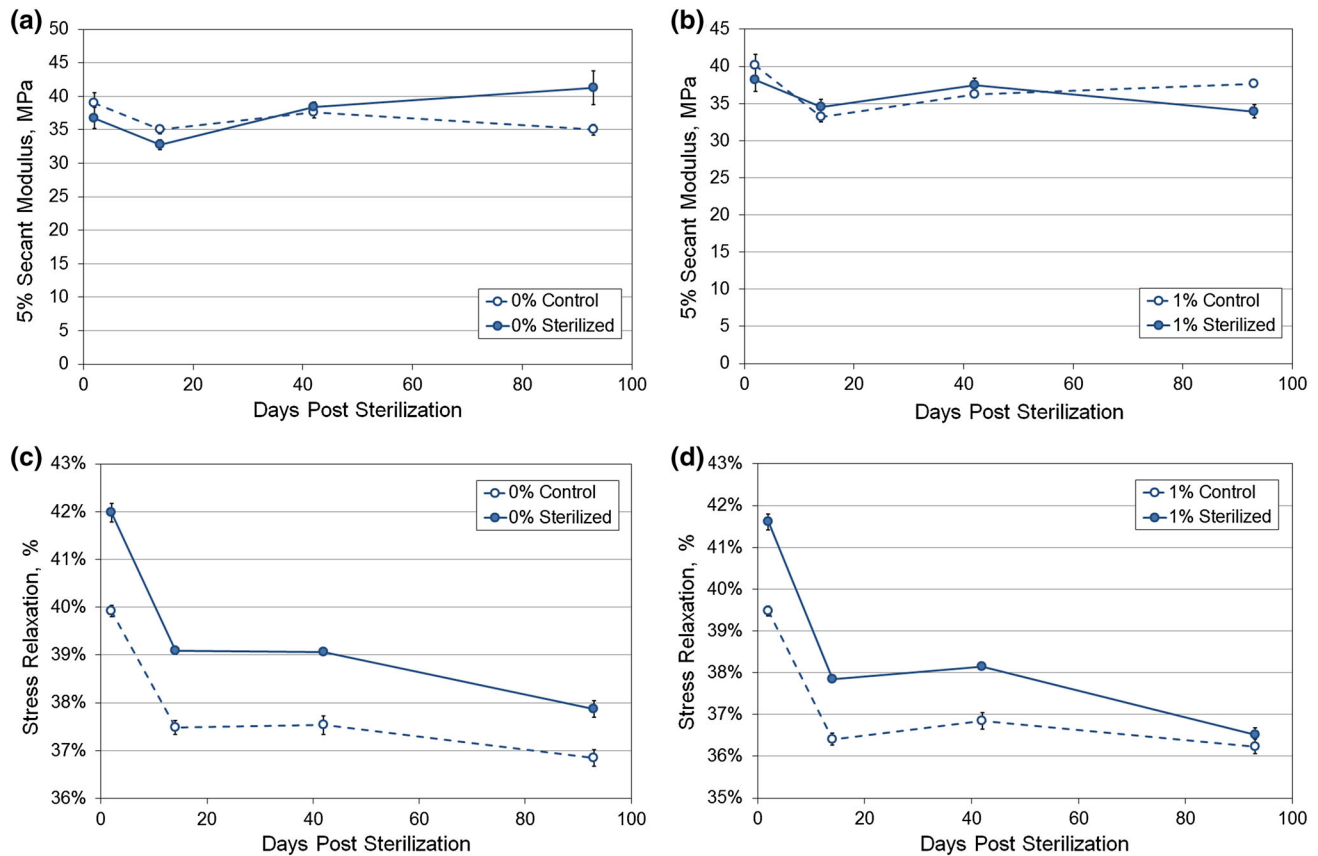 (a)
50
45
40
35
30
25
20
15
10
5
0
5% Secant Modulus, MPa
0% Control
0% Sterilized
0 20 40 60 80 100
Days Post Sterilization
(b)
45
40
35
30
25
20
15
10
5
0
5% Secant Modulus, MPa
1% Control
1% Sterilized
0 20 40 60 80 100
Days Post Sterilization
(c)
43%
42%
41%
40%
39%
38%
37%
36%
Stress Relaxation, %
0% Control
0% Sterilized
0 20 40 60 80 100
Days Post Sterilization
(d)
43%
42%
41%
40%
39%
38%
37%
36%
35%
Stress Relaxation, %
1% Control
1% Sterilized
0 20 40 60 80 100
Days Post Sterilization